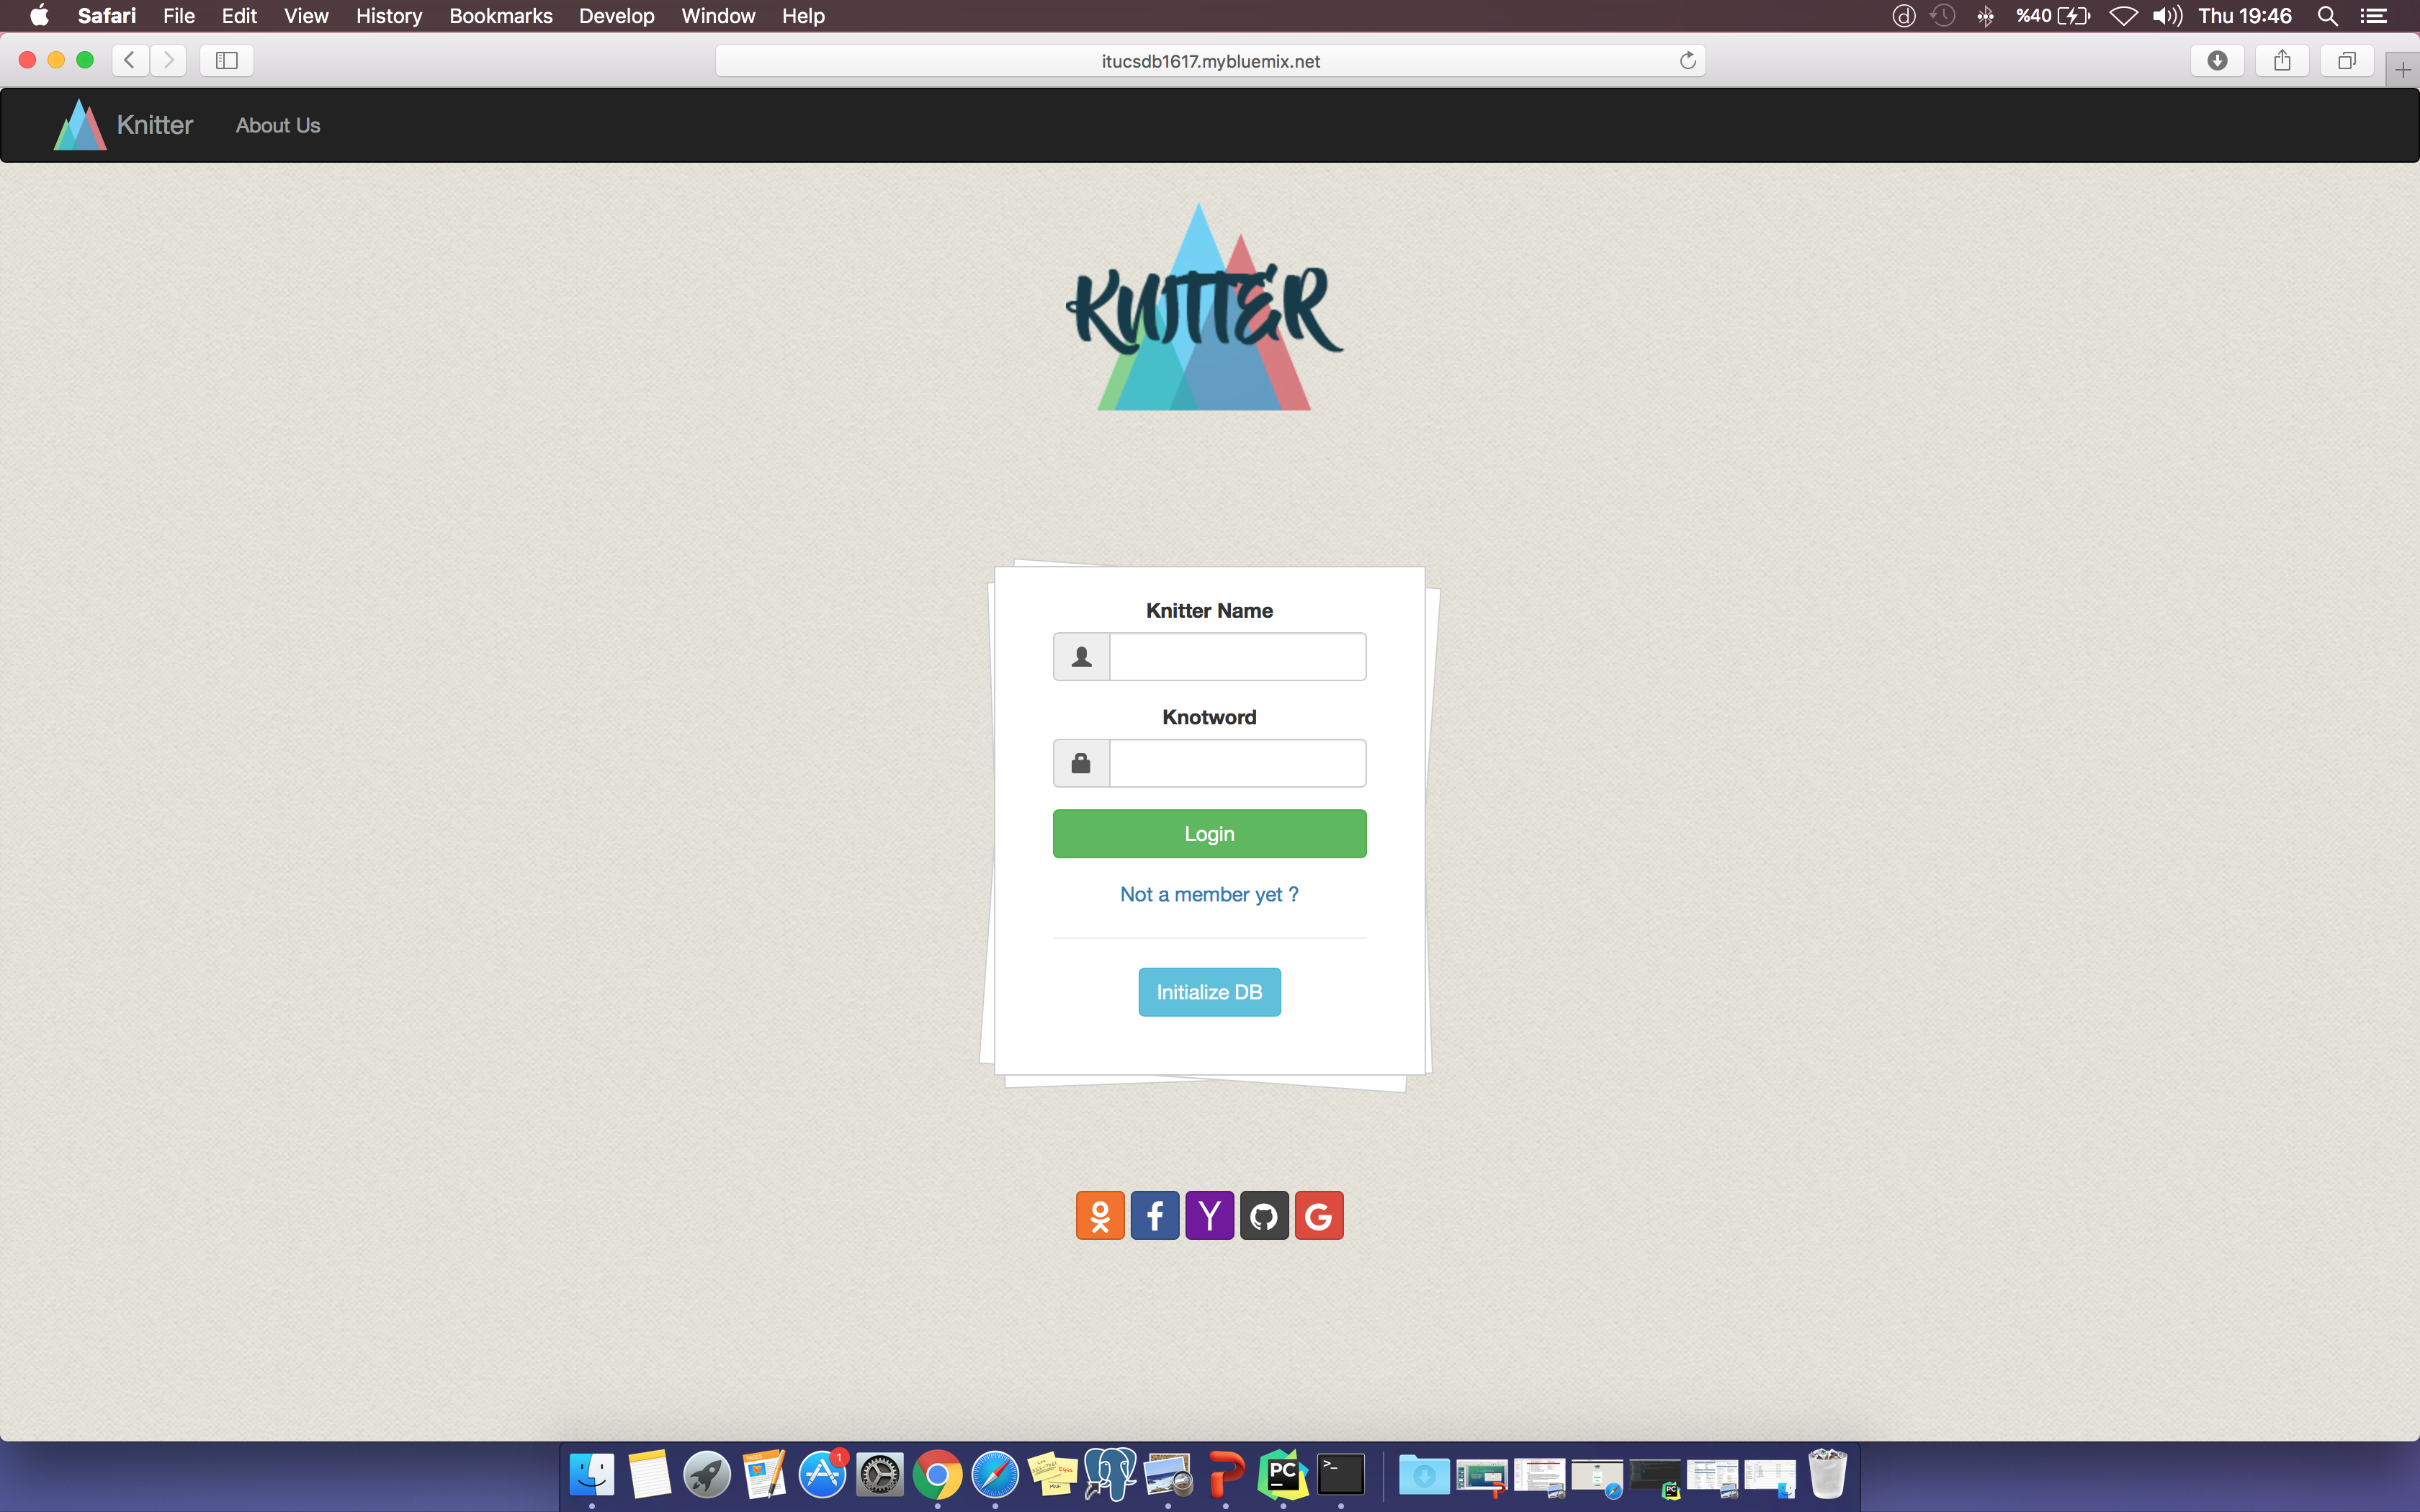 Safari File Edit View History Bookmarks Develop Window Help %40 Thu 19:46
itucsdb1617.mybluemix.net
Knitter About Us
KNITTER
Knitter Name
Knotword
Login
Not a member yet ?
Initialize DB
1
PC